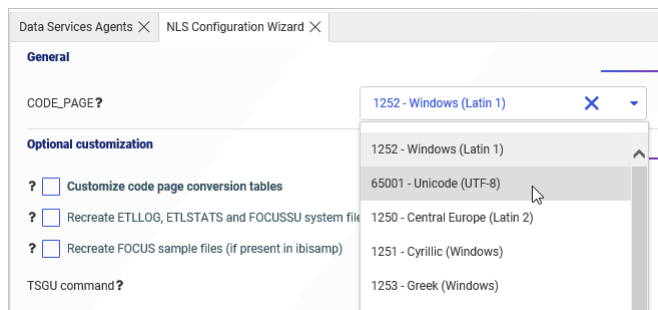 Data Services Agents NLS Configuration Wizard
General
CODE_PAGE? 1252 - Windows (Latin 1)
1252 - Windows (Latin 1)
Optional customization
65001 - Unicode (UTF-8)
? Customize code page conversion tables
? Recreate ETLLOG, ETLSTATS and FOCUSSU system file
1250 - Central Europe (Latin 2)
? Recreate FOCUS sample files (if present in ibisamp)
1251 - Cyrillic (Windows)
TSGU command?
1253 - Greek (Windows)